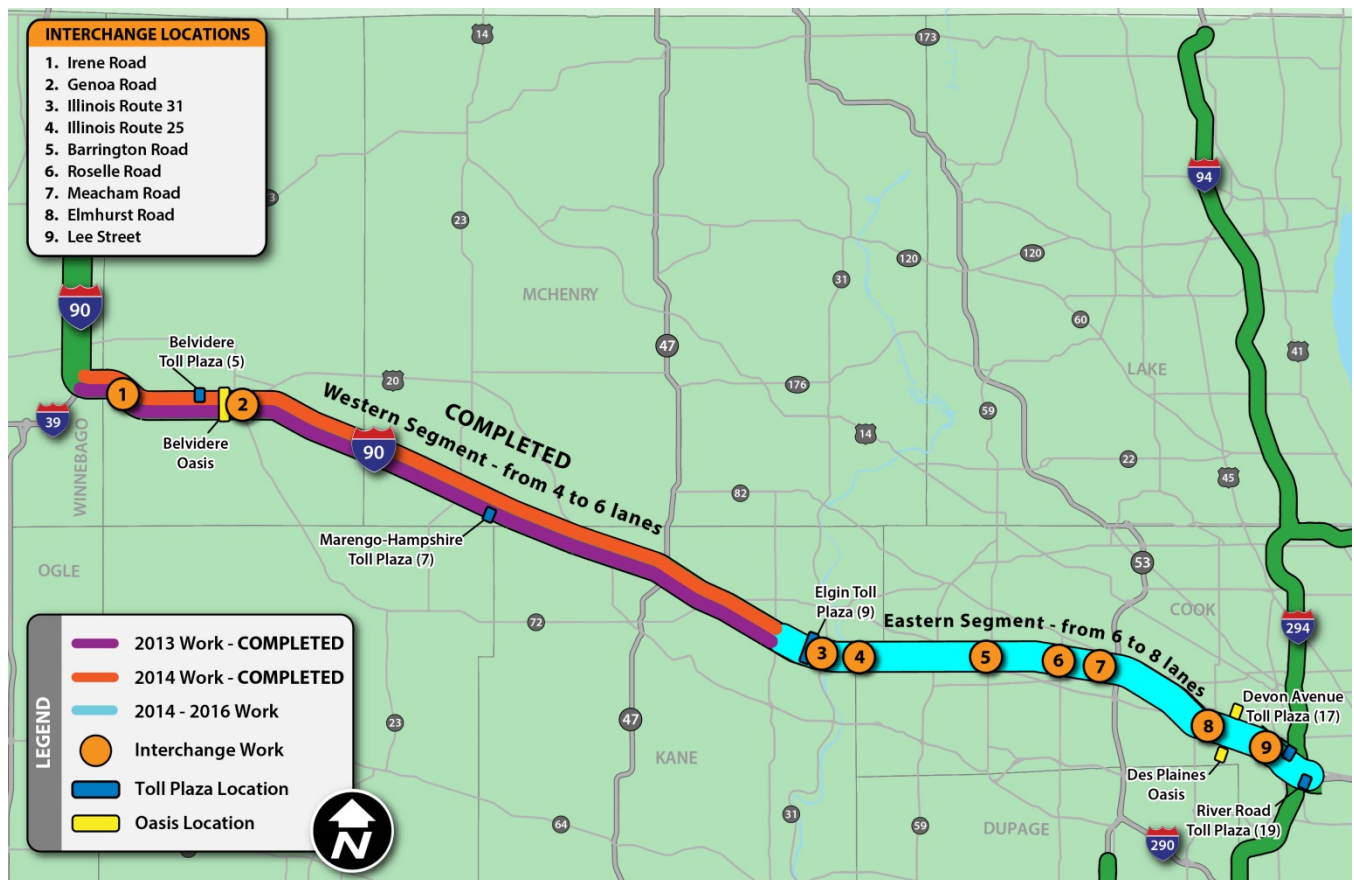 INTERCHANGE LOCATIONS
1. Irene Road
2. Genoa Road
3. Illinois Route 31
4. Illinois Route 25
5. Barrington Road
6. Roselle Road
7. Meacham Road
8. Elmhurst Road
9. Lee Street
14
173
94
23
31
120
120
60
41
MCHENRY
LAKE
90
47
Belvidere
Toll Plaza (5)
20
176
59
14
1
2
39
Belvidere
Oasis
WINNEBAGO
90
COMPLETED
Western Segment - from 4 to 6 lanes
22
45
82
Marengo-Hampshire
Toll Plaza (7)
OGLE
53
Elgin Toll
Plaza (9)
COOK
72
Eastern Segment - from 6 to 8 lanes
294
3
4
5
6
7
8
9
Devon Avenue
Toll Plaza (17)
Des Plaines
Oasis
River Road
Toll Plaza (19)
47
23
KANE
31
59
64
DUPAGE
290
LEGEND
2013 Work - COMPLETED
2014 Work - COMPLETED
2014 - 2016 Work
Interchange Work
Toll Plaza Location
Oasis Location
N